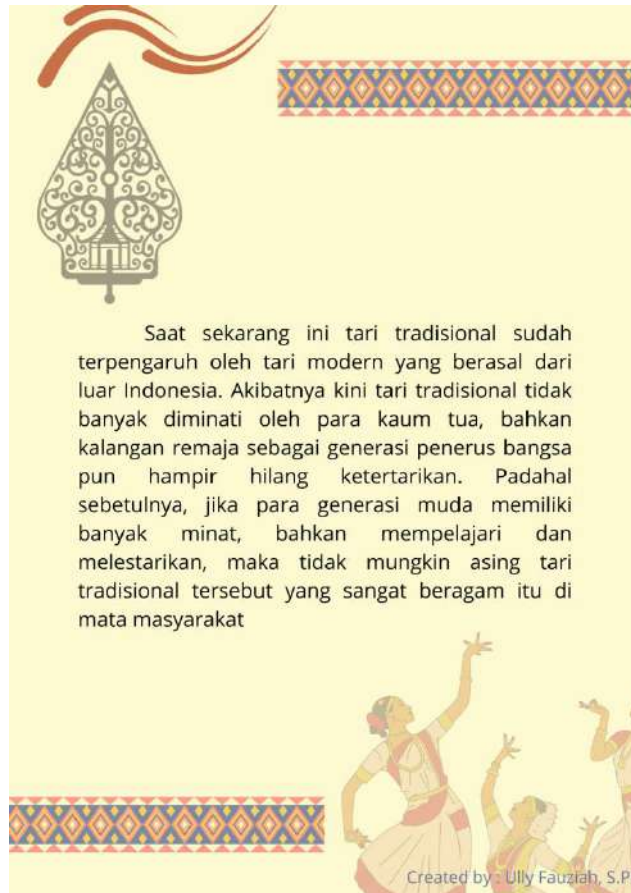 Saat sekarang ini tari tradisional sudah
terpengaruh oleh tari modern yang berasal dari
luar Indonesia. Akibatnya kini tari tradisional tidak
banyak diminati oleh para kaum tua, bahkan
kalangan remaja sebagai generasi penerus bangsa
pun hampir hilang ketertarikan. Padahal
sebetulnya, jika para generasi muda memiliki
banyak minat, bahkan mempelajari dan
melestarikan, maka tidak mungkin asing tari
tradisional tersebut yang sangat beragam itu di
mata masyarakat
Created by : Ully Fauziah, S.P